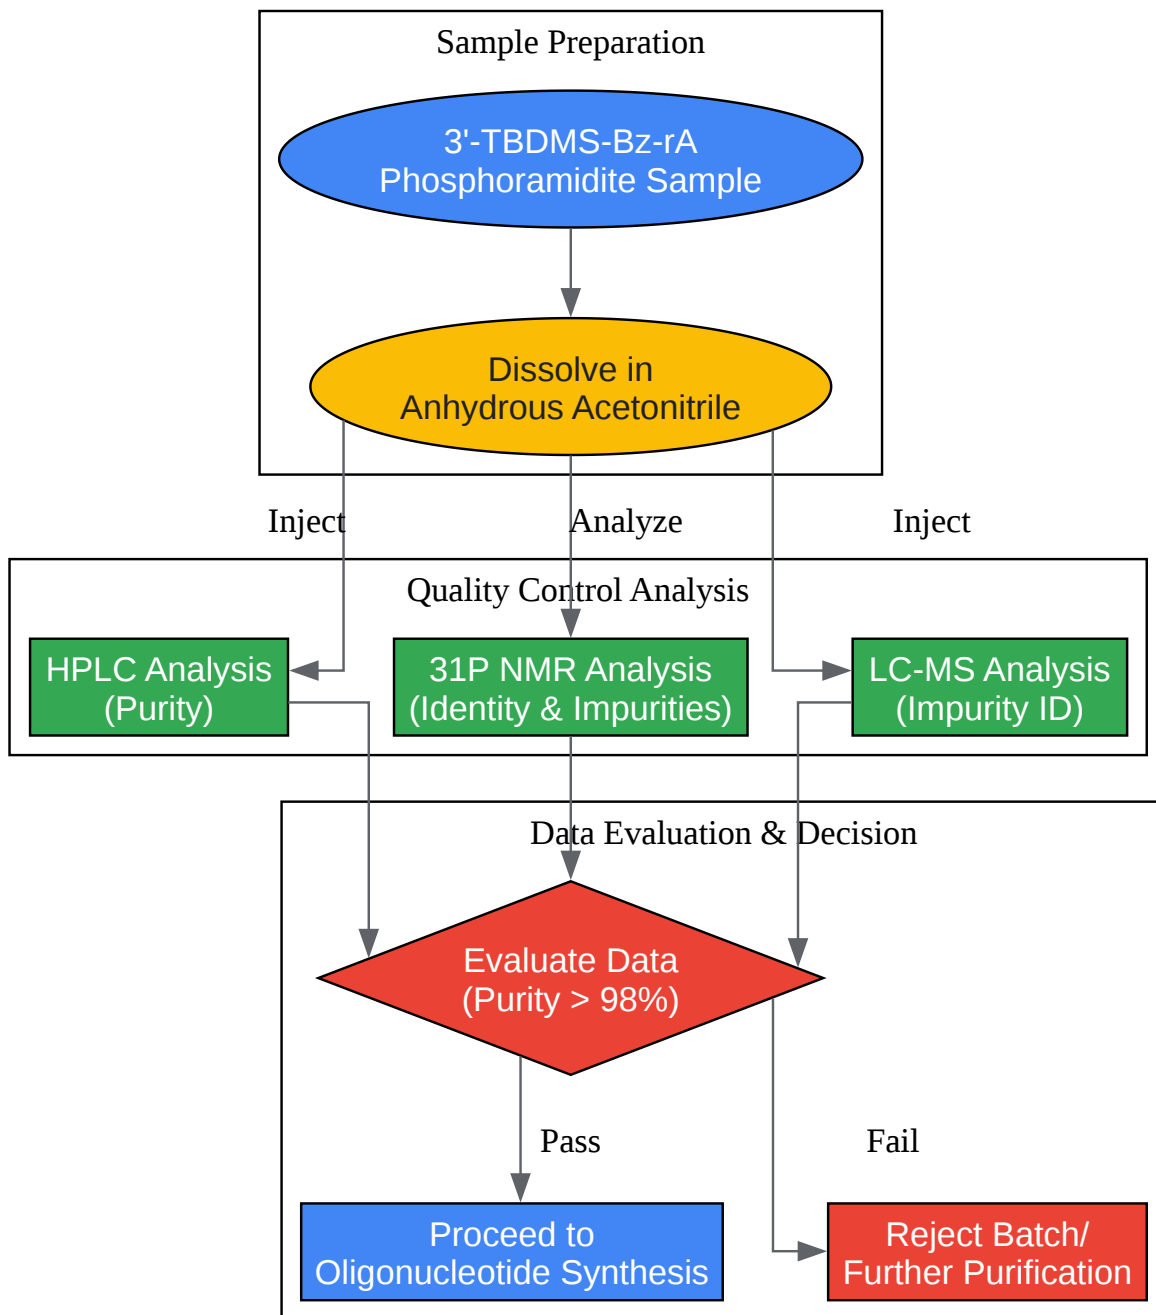 Sample Preparation
3'-TBDMS-Bz-rA
Phosphoramidite Sample
Dissolve in
Anhydrous Acetonitrile
Inject
Analyze
Inject
Quality Control Analysis
HPLC Analysis
(Purity)
31P NMR Analysis
(Identity & Impurities)
LC-MS Analysis
(Impurity ID)
Data Evaluation & Decision
Evaluate Data
(Purity > 98%)
Pass
Fail
Proceed to
Oligonucleotide Synthesis
Reject Batch/
Further Purification